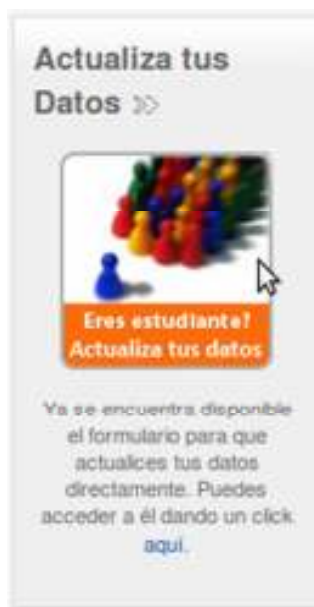 Actualiza tus
Datos »
Eres estudiante?
Actualiza tus datos
Ya se encuentra disponible
el formulario para que
actualices tus datos
directamente. Puedes
acceder a él dando un click
aquí.